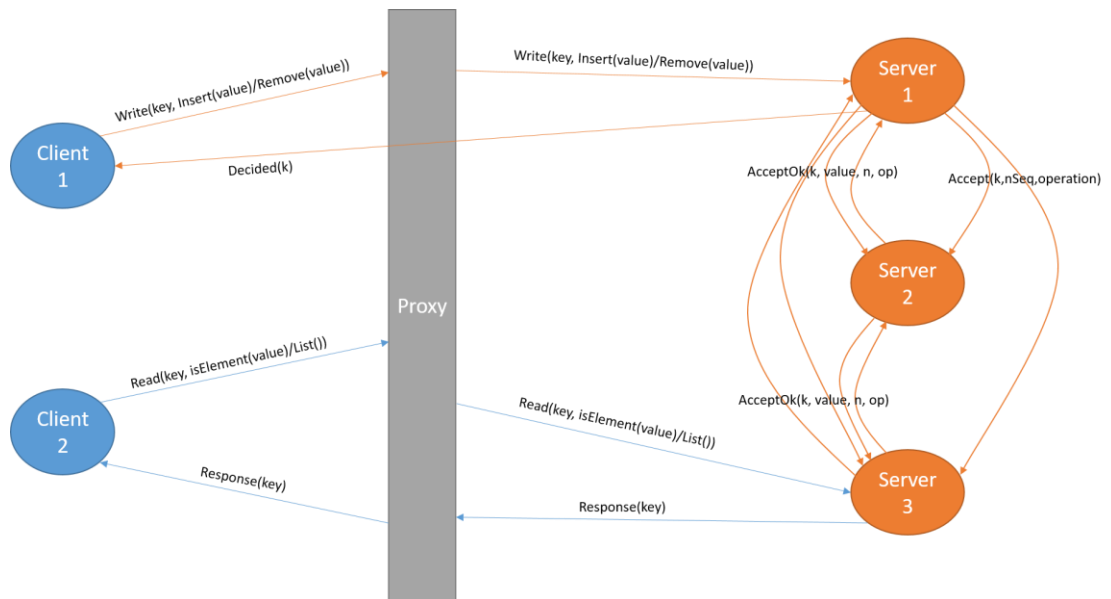 Write(key, Insert(value)/Remove(value))
Write(key, Insert(value)/Remove(value))
Server
1
Client
1
Decided(k)
AcceptOk(k, value, n, op)
Accept(k,nSeq,operation)
Server
2
Proxy
Read(key, isElement(value)/List())
Client
2
AcceptOk(k, value, n, op)
Read(key, isElement(value)/List())
Response(key)
Server
3
Response(key)